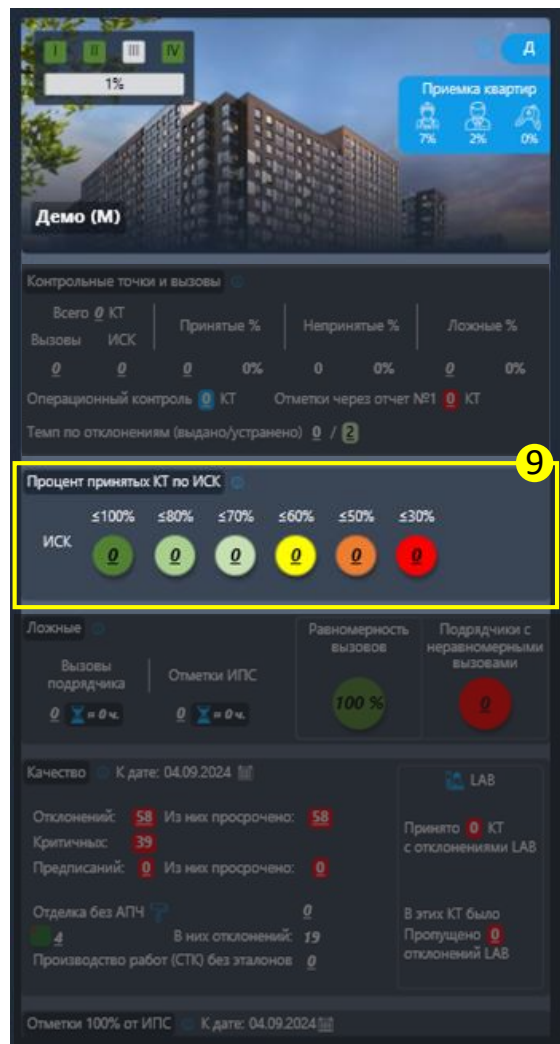 I II III IV
Д
1%
Приемка квартир
7% 2% 0%
Демо (М)
Контрольные точки и вызовы
Всего 0 КТ
Принятые % Непринятые % Ложные %
Вызовы ИСК
0 0 0 0% 0 0% 0 0%
Операционный контроль 0 КТ Отметки через отчет №1 0 КТ
Темп по отклонениям (выдано/устранено) 0 / 2
9
Процент принятых КТ по ИСК
≤100% ≤80% ≤70% ≤60% ≤50% ≤30%
ИСК 0 0 0 0 0 0
Ложные
Равномерность
вызовов
Подрядчики с
неравномерными
вызовами
Вызовы
подрядчика
Отметки ИПС
0 = 0 ч. 0 = 0 ч.
100 % 0
Качество К дате: 04.09.2024
LAB
Отклонений: 58 Из них просрочено: 58
Критичных: 39
Предписаний: 0 Из них просрочено: 0
Принято 0 КТ
с отклонениями LAB
Отделка без АПЧ 0
4 В них отклонений: 19
Производство работ (СТК) без эталонов 0
В этих КТ было
Пропущено 0
отклонений LAB
Отметки 100% от ИПС К дате: 04.09.2024